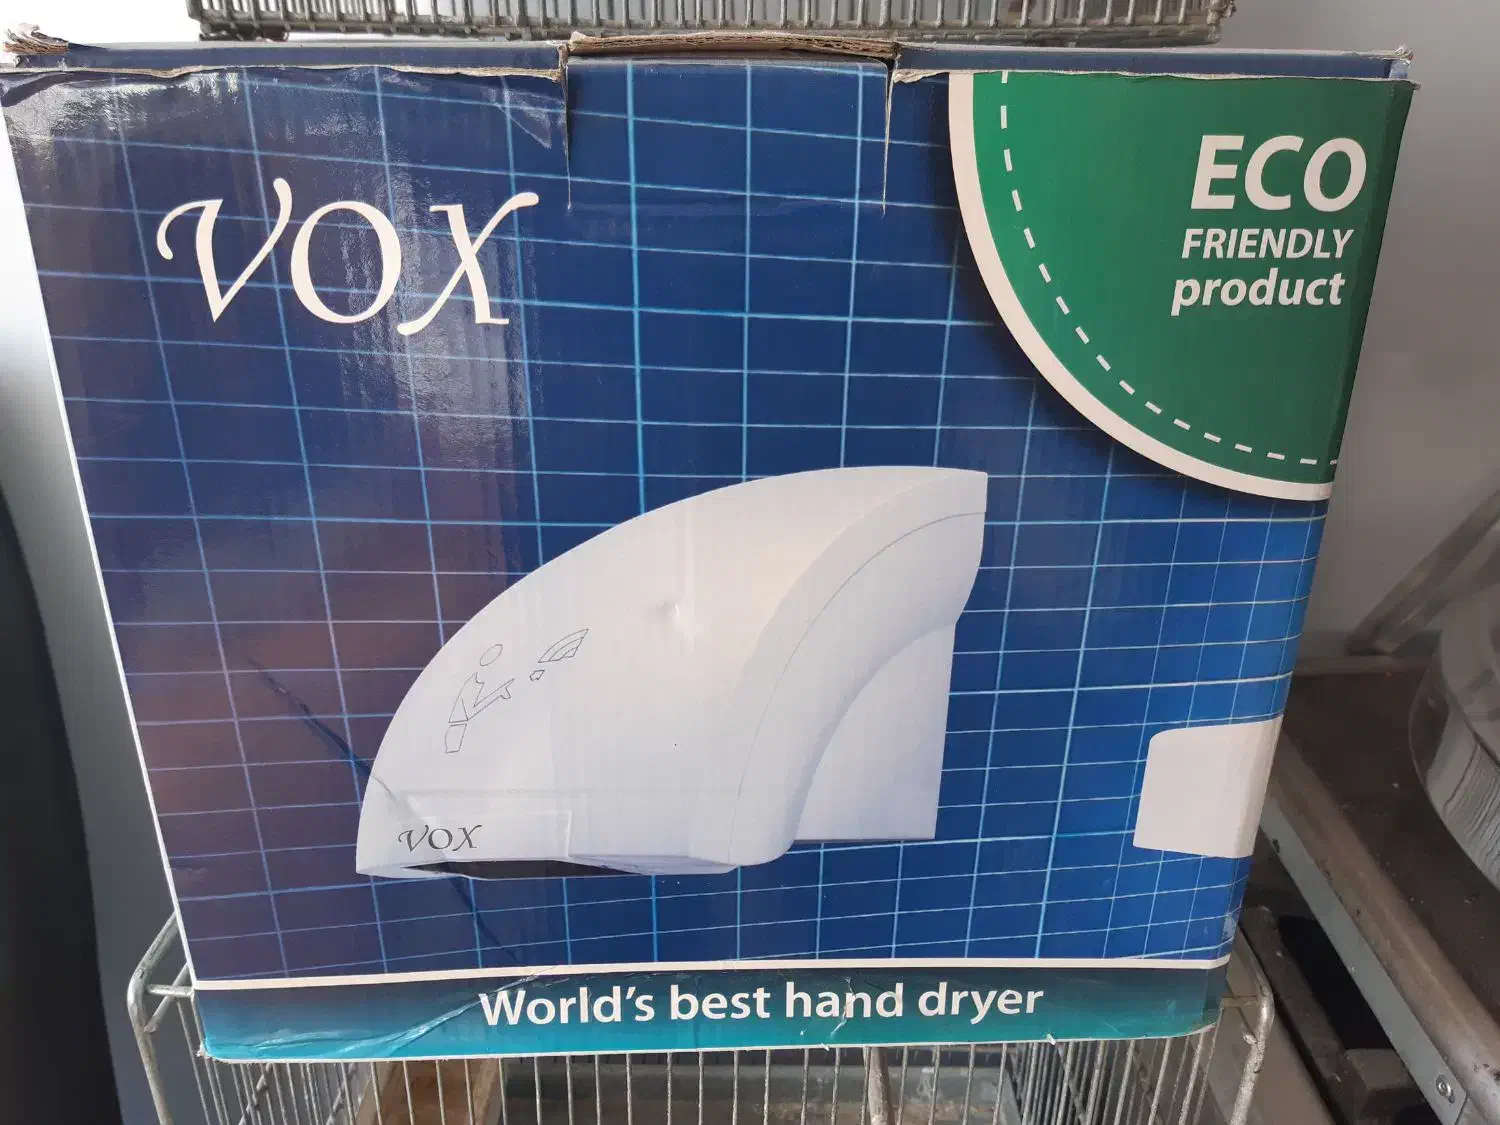 VOX
ECO
FRIENDLY
product
VOX
World's best hand dryer